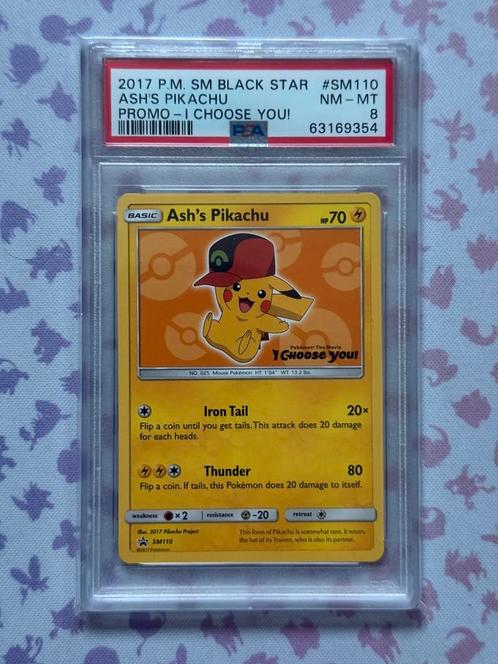 2017 P.M. SM BLACK STAR #SM110
ASH'S PIKACHU NM - MT
PROMO - I CHOOSE YOU! 8
PSA 63169354
BASIC Ash's Pikachu HP 70
Pokémon The Movie
I CHOOSE YOU!
NO. 025 Mouse Pokémon HT: 1'04" WT: 13.2 lbs.
Iron Tail 20×
Flip a coin until you get tails. This attack does 20 damage
for each heads.
Thunder 80
Flip a coin. If tails, this Pokémon does 20 damage to itself.
weakness ×2 resistance -20 retreat
Illus. 2017 Pikachu Project
SM110
©2017 Pokémon
This form of Pikachu is somewhat rare. It wears
the hat of its Trainer, who is also its partner.